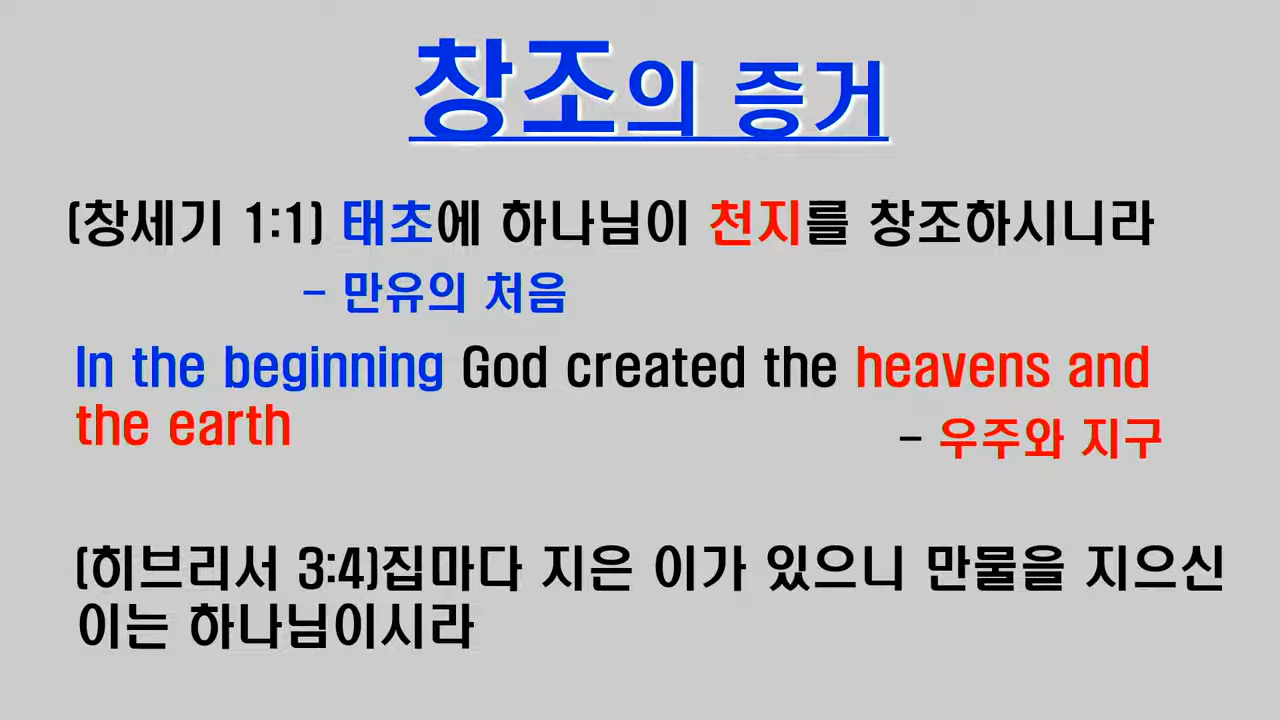 창조의 증거
(창세기 1:1) 태초에 하나님이 천지를 창조하시니라
- 만유의 처음
In the beginning God created the heavens and
the earth
- 우주와 지구
(히브리서 3:4)집마다 지은 이가 있으니 만물을 지으신
이는 하나님이시라